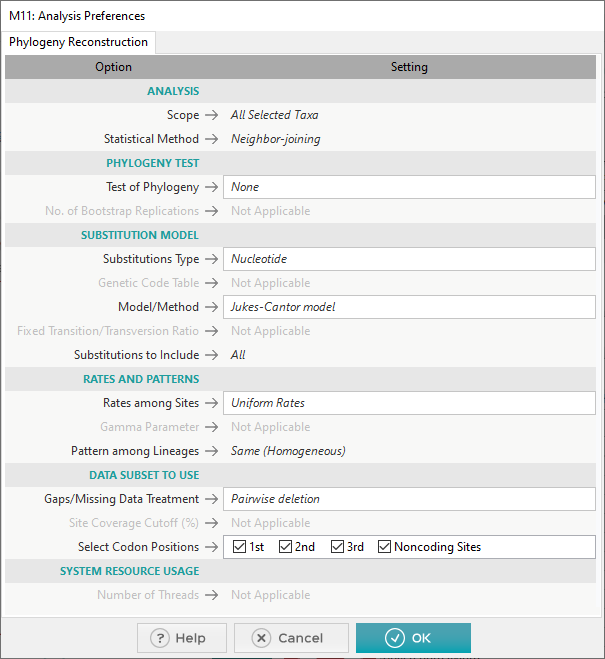 M11: Analysis Preferences
Phylogeny Reconstruction
Option Setting
ANALYSIS
Scope → All Selected Taxa
Statistical Method → Neighbor-joining
PHYLOGENY TEST
Test of Phylogeny → None
No. of Bootstrap Replications → Not Applicable
SUBSTITUTION MODEL
Substitutions Type → Nucleotide
Genetic Code Table → Not Applicable
Model/Method → Jukes-Cantor model
Fixed Transition/Transversion Ratio → Not Applicable
Substitutions to Include → All
RATES AND PATTERNS
Rates among Sites → Uniform Rates
Gamma Parameter → Not Applicable
Pattern among Lineages → Same (Homogeneous)
DATA SUBSET TO USE
Gaps/Missing Data Treatment → Pairwise deletion
Site Coverage Cutoff (%) → Not Applicable
Select Codon Positions → 1st 2nd 3rd Noncoding Sites
SYSTEM RESOURCE USAGE
Number of Threads → Not Applicable
? Help Cancel OK